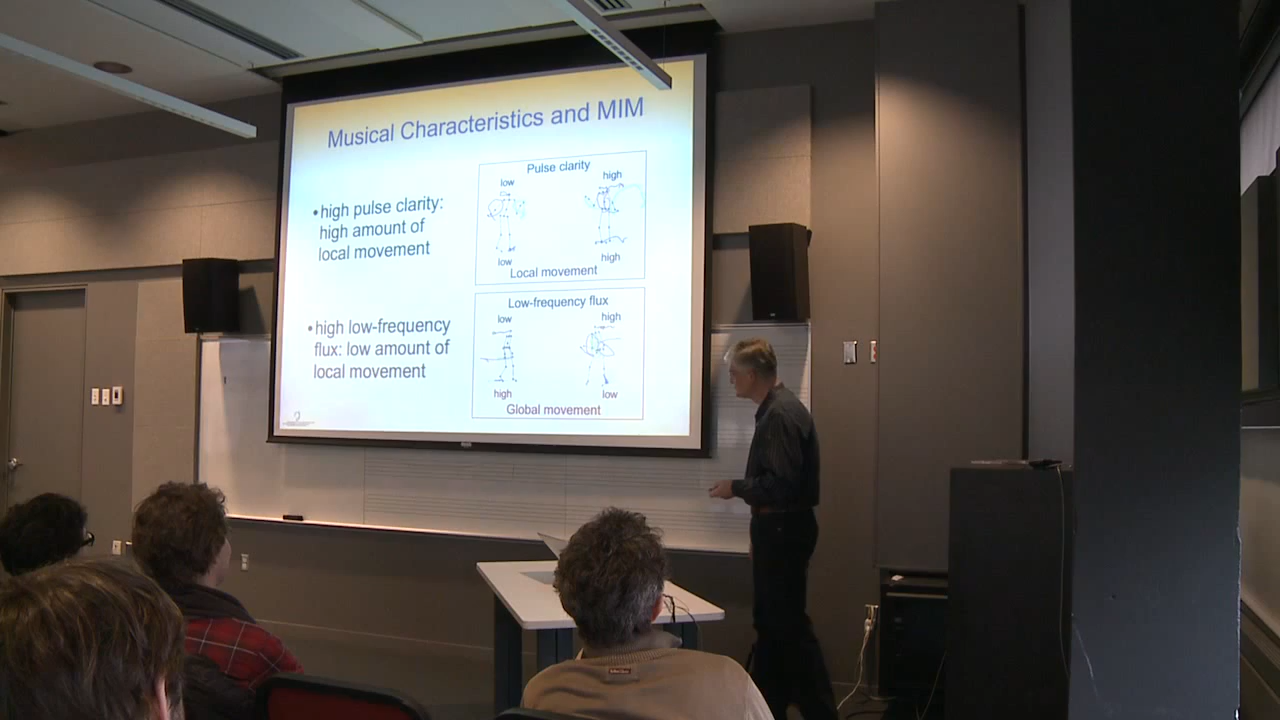 Musical Characteristics and MIM
•high pulse clarity:
high amount of
local movement
•high low-frequency
flux: low amount of
local movement
Pulse clarity
low high
low high
Local movement
Low-frequency flux
low high
high low
Global movement